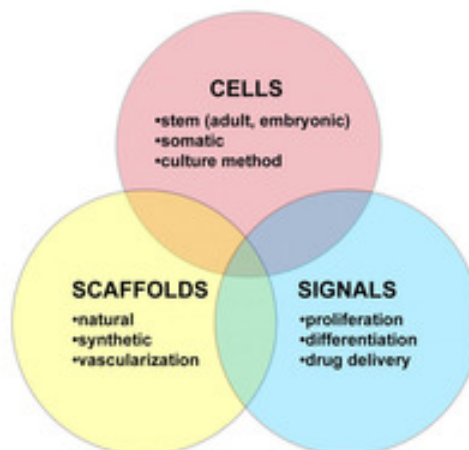 CELLS
•stem (adult, embryonic)
•somatic
•culture method
SCAFFOLDS
•natural
•synthetic
•vascularization
SIGNALS
•proliferation
•differentiation
•drug delivery